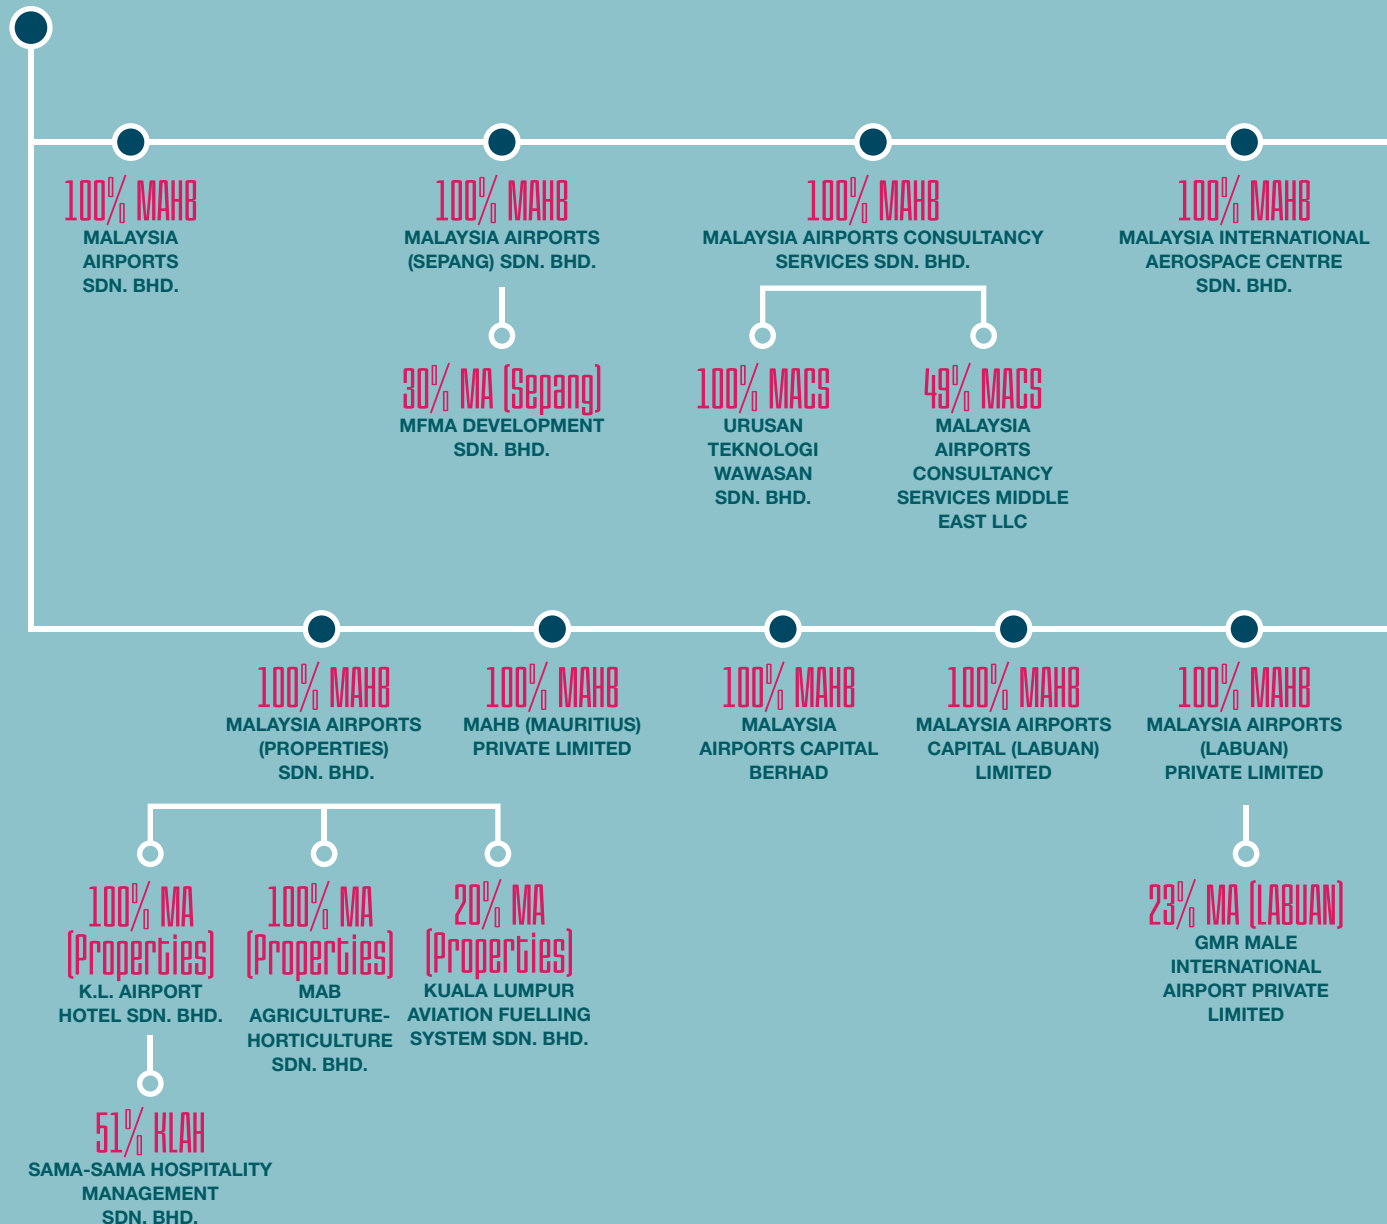 100% MAHB
MALAYSIA
AIRPORTS
SDN. BHD.
100% MAHB
MALAYSIA AIRPORTS
(SEPANG) SDN. BHD.
30% MA (Sepang)
MFMA DEVELOPMENT
SDN. BHD.
100% MAHB
MALAYSIA AIRPORTS CONSULTANCY
SERVICES SDN. BHD.
100% MACS
URUSAN
TEKNOLOGI
WAWASAN
SDN. BHD.
49% MACS
MALAYSIA
AIRPORTS
CONSULTANCY
SERVICES MIDDLE
EAST LLC
100% MAHB
MALAYSIA INTERNATIONAL
AEROSPACE CENTRE
SDN. BHD.
100% MAHB
MALAYSIA AIRPORTS
(PROPERTIES)
SDN. BHD.
100% MA
(Properties)
K.L. AIRPORT
HOTEL SDN. BHD.
51% KLAH
SAMA-SAMA HOSPITALITY
MANAGEMENT
SDN. BHD.
100% MA
(Properties)
MAB
AGRICULTURE-
HORTICULTURE
SDN. BHD.
20% MA
(Properties)
KUALA LUMPUR
AVIATION FUELLING
SYSTEM SDN. BHD.
100% MAHB
MAHB (MAURITIUS)
PRIVATE LIMITED
100% MAHB
MALAYSIA
AIRPORTS CAPITAL
BERHAD
100% MAHB
MALAYSIA AIRPORTS
CAPITAL (LABUAN)
LIMITED
100% MAHB
MALAYSIA AIRPORTS
(LABUAN)
PRIVATE LIMITED
23% MA (LABUAN)
GMR MALE
INTERNATIONAL
AIRPORT PRIVATE
LIMITED